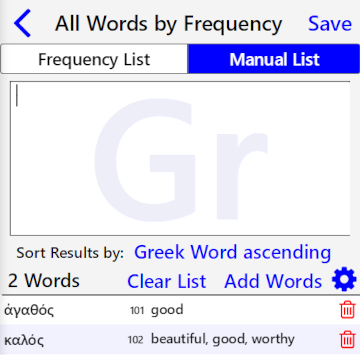 All Words by Frequency Save
Frequency List Manual List
Gr
Sort Results by: Greek Word ascending
2 Words Clear List Add Words
ἀγαθός 101 good
καλός 102 beautiful, good, worthy